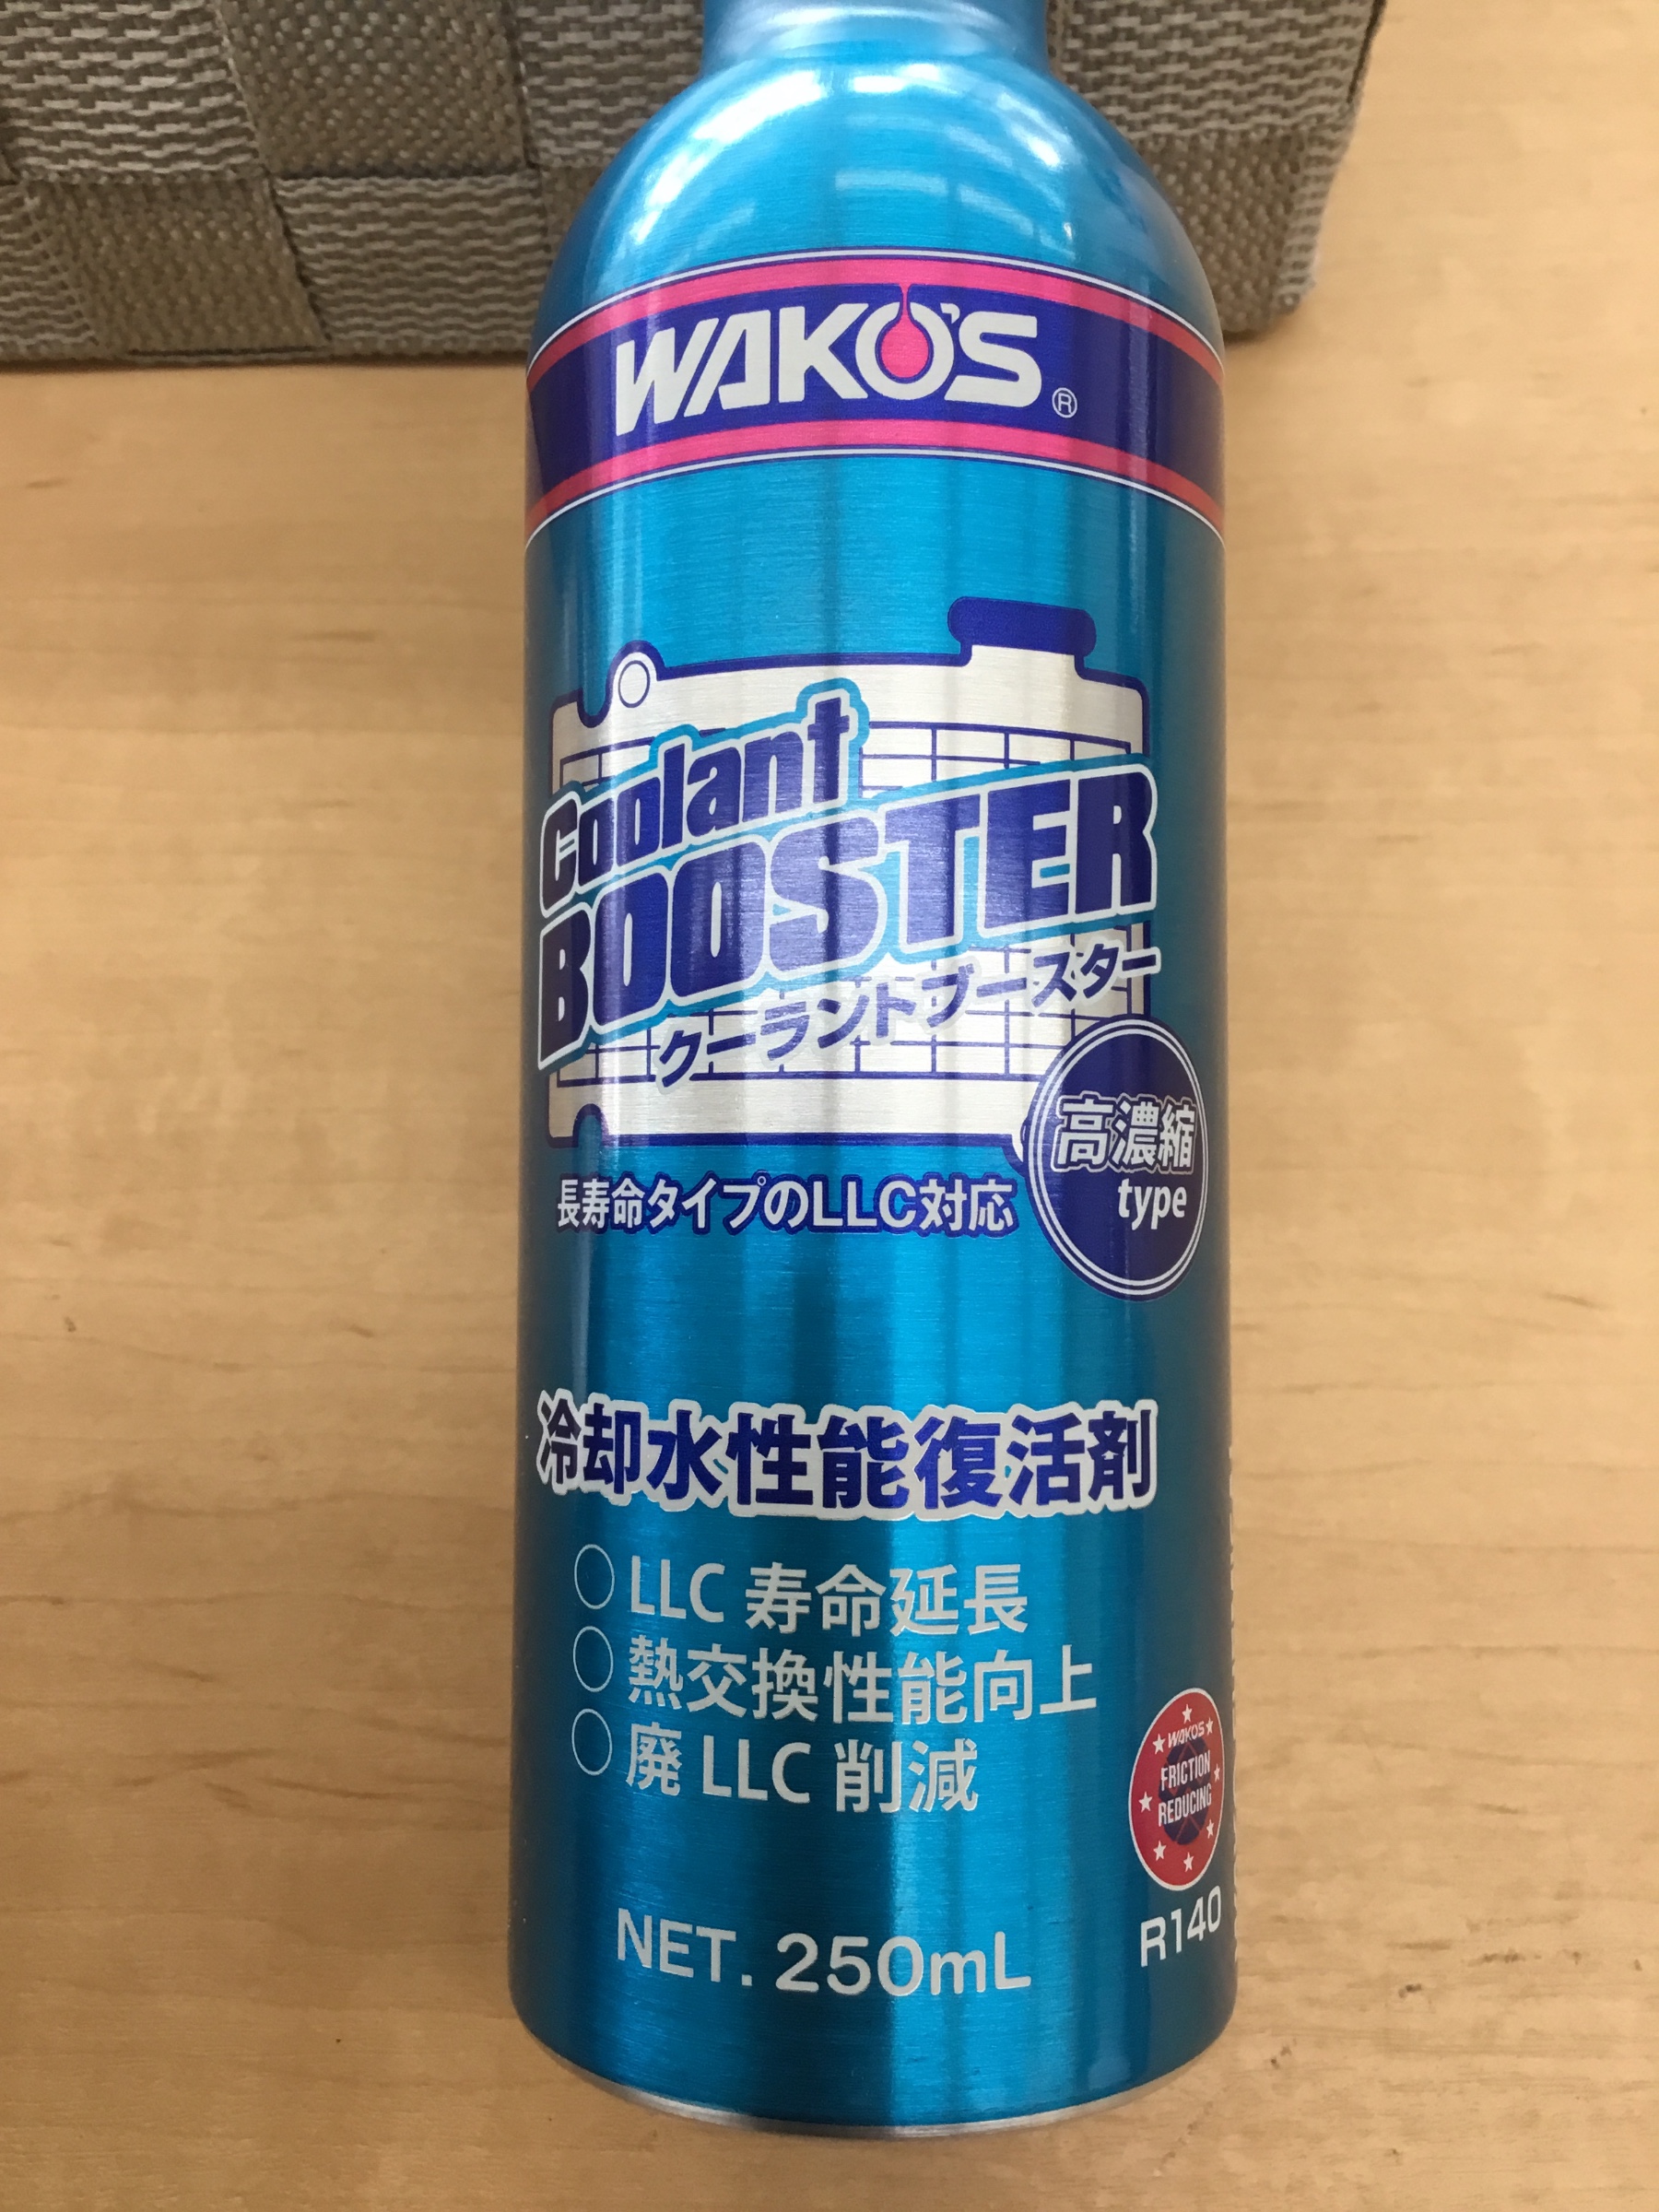 WAKO'S®
Coolant
BOOSTER
クーラントブースター
高濃縮
type
長寿命タイプのLLC対応
冷却水性能復活剤
○LLC 寿命延長
○熱交換性能向上
○廃 LLC 削減
WAKO'S
FRICTION
REDUCING
R140
NET. 250mL